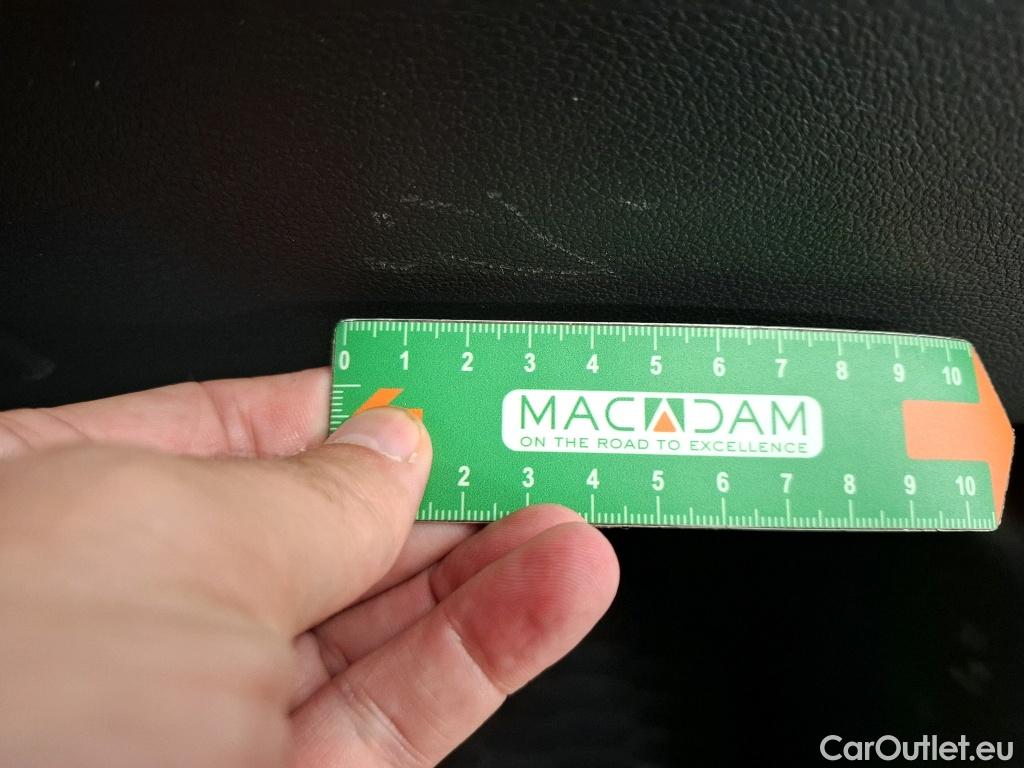 0 1 2 3 4 5 6 7 8 9 10
MACADAM
ON THE ROAD TO EXCELLENCE
2 3 4 5 6 7 8 9 10
CarOutlet.eu